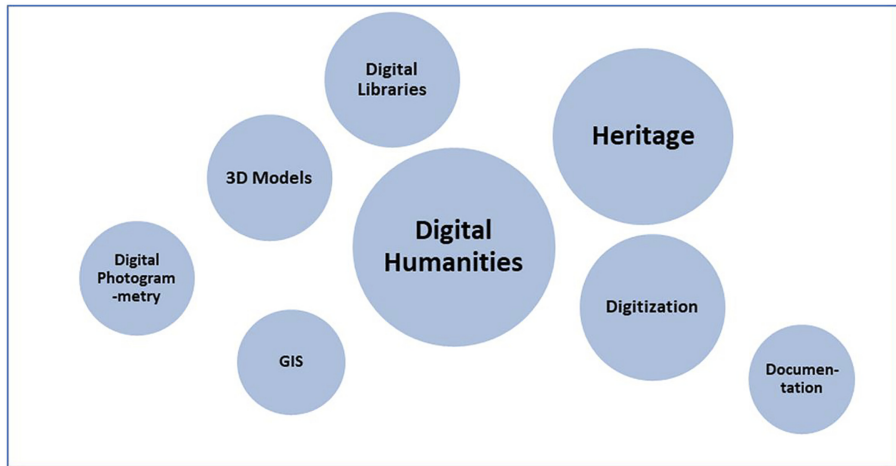 Digital
Libraries
Heritage
3D Models
Digital
Humanities
Digital
Photogram
-metry
Digitization
GIS
Documen-
tation